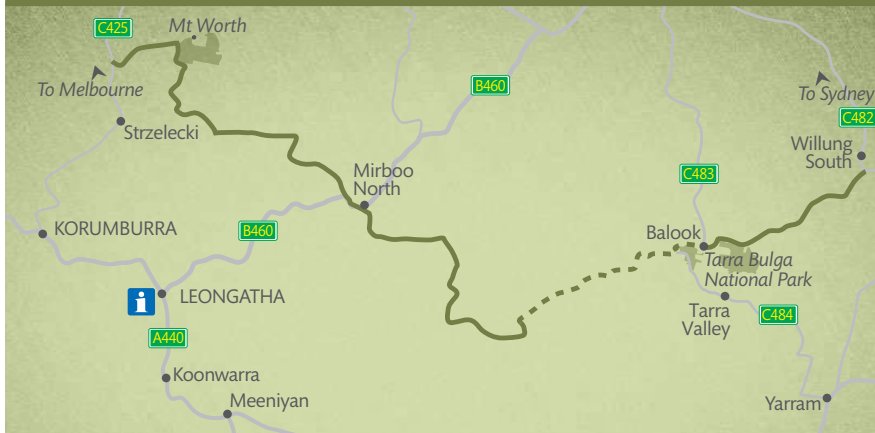 C425
Mt Worth
To Melbourne
Strzelecki
B460
To Sydney
C482
Willung
South
Mirboo
North
C483
KORUMBURRA
B460
Balook
Tarra Bulga
National Park
i
LEONGATHA
Tarra
Valley
C484
A440
Koonwarra
Meeniyan
Yarram